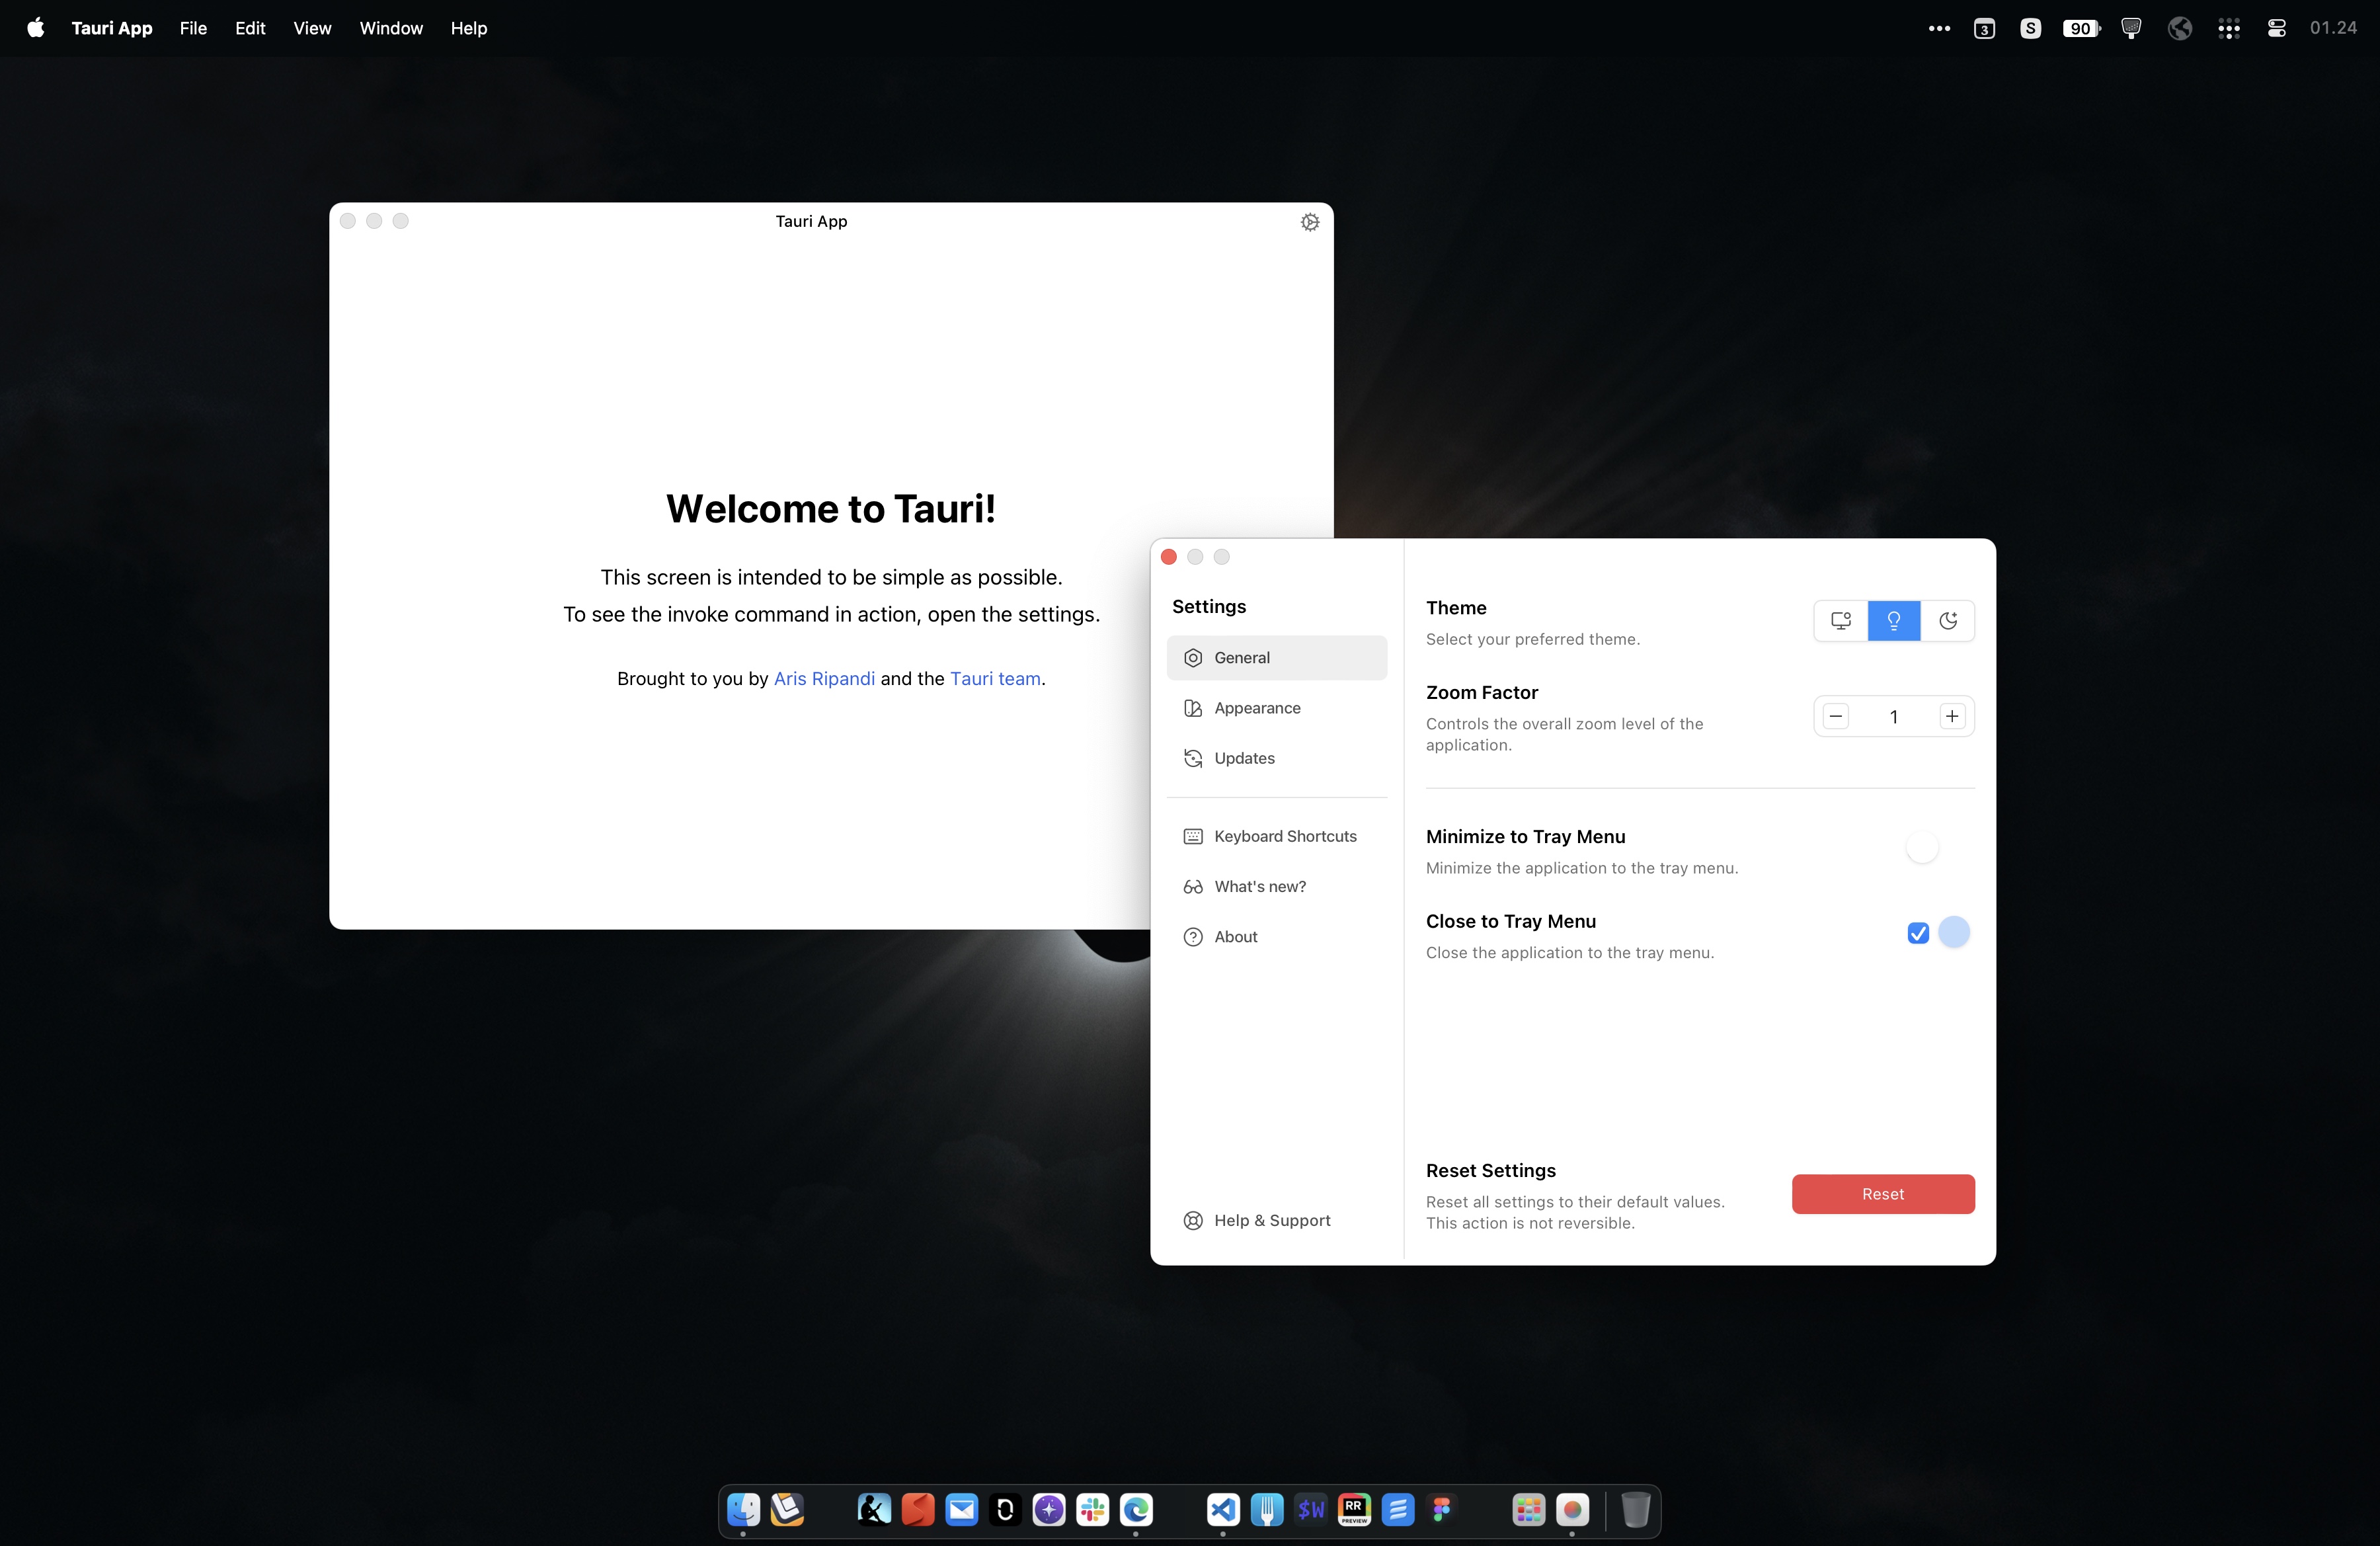 Tauri App File Edit View Window Help
3 S 90 01.24
Tauri App
Welcome to Tauri!
This screen is intended to be simple as possible.
To see the invoke command in action, open the settings.
Brought to you by Aris Ripandi and the Tauri team.
Settings
General
Appearance
Updates
Keyboard Shortcuts
What's new?
About
Help & Support
Theme
Select your preferred theme.
Zoom Factor
Controls the overall zoom level of the
application.
1
Minimize to Tray Menu
Minimize the application to the tray menu.
Close to Tray Menu
Close the application to the tray menu.
Reset Settings
Reset all settings to their default values.
This action is not reversible.
Reset
$W
RR
PREVIEW